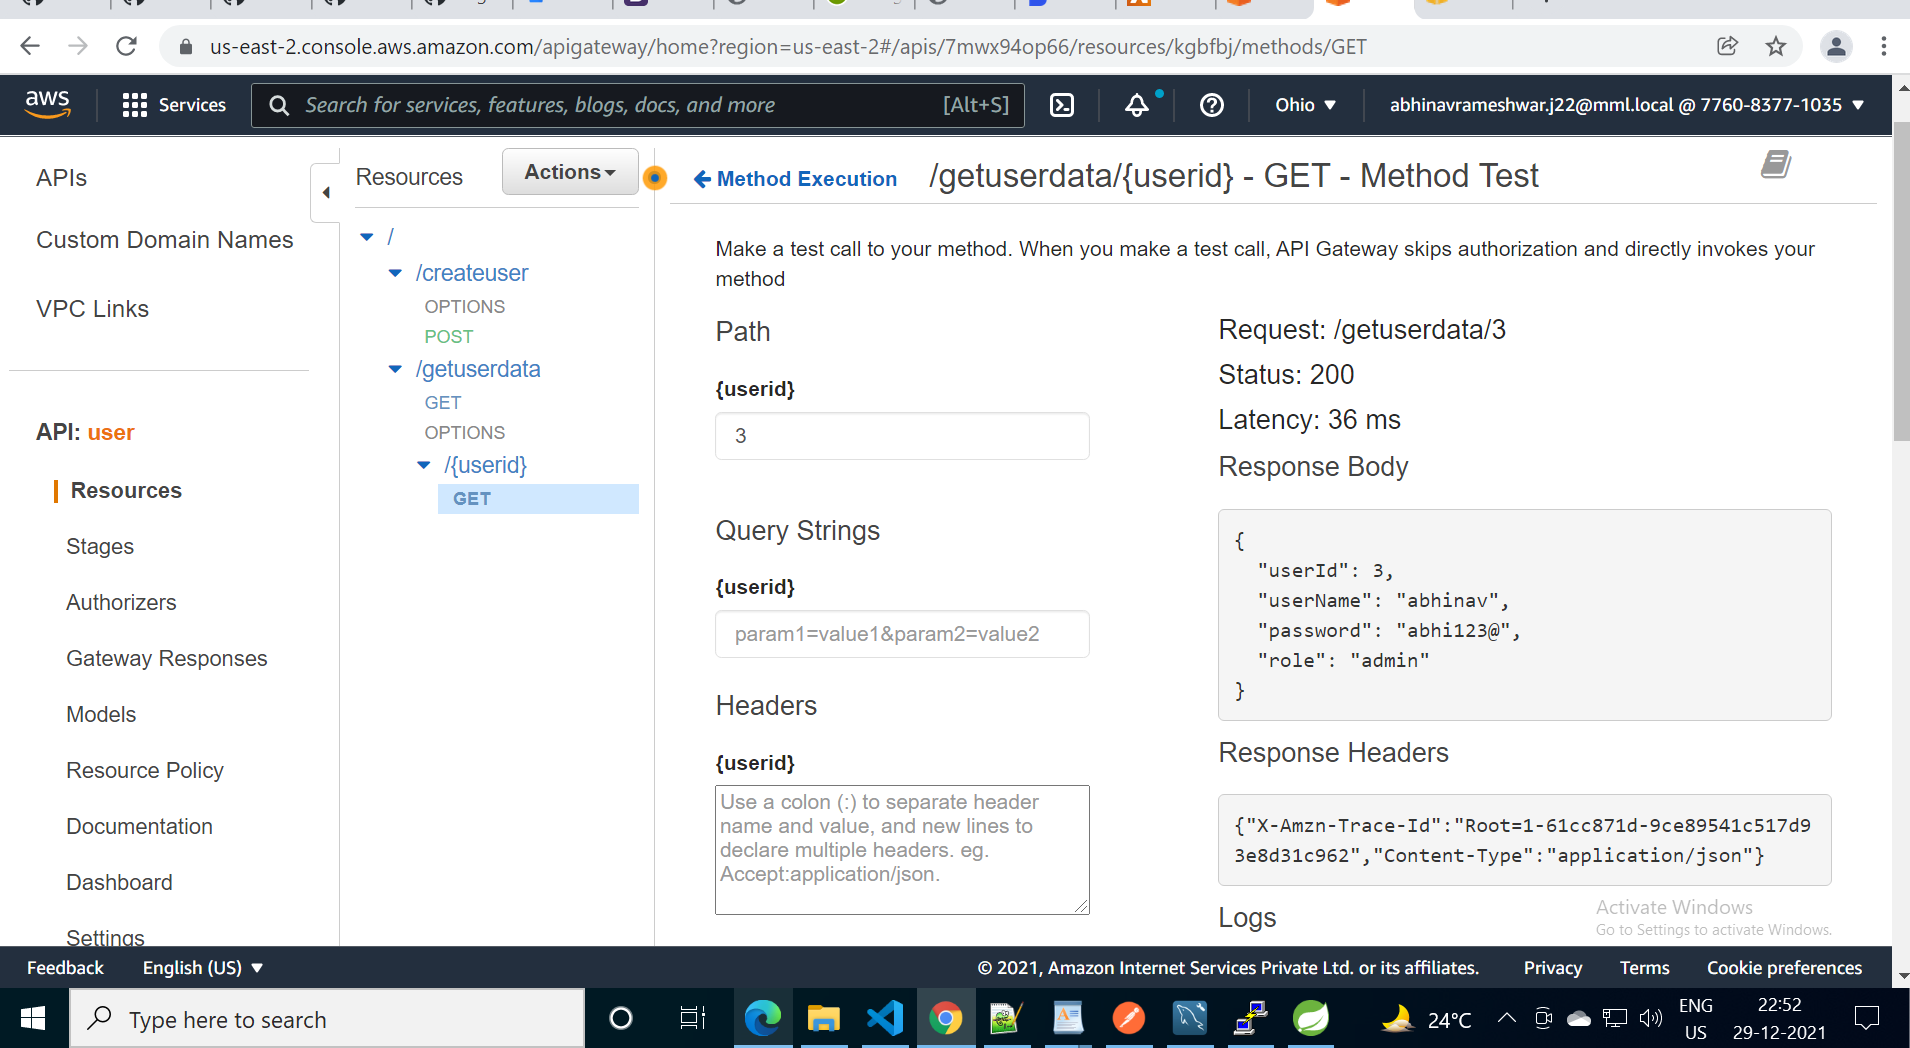 us-east-2.console.aws.amazon.com/apigateway/home?region=us-east-2#/apis/7mwx94op66/resources/kgbfbj/methods/GET
aws
Services
Search for services, features, blogs, docs, and more
[Alt+S]
Ohio ▼
abhinavrameshwar.j22@mml.local @ 7760-8377-1035 ▼
APIs
Custom Domain Names
VPC Links
API: user
Resources
Stages
Authorizers
Gateway Responses
Models
Resource Policy
Documentation
Dashboard
Settings
Resources
Actions
/
/createuser
OPTIONS
POST
/getuserdata
GET
OPTIONS
/{userid}
GET
Method Execution
/getuserdata/{userid} - GET - Method Test
Make a test call to your method. When you make a test call, API Gateway skips authorization and directly invokes your
method
Path
{userid}
3
Query Strings
{userid}
param1=value1&param2=value2
Headers
{userid}
Use a colon (:) to separate header
name and value, and new lines to
declare multiple headers. eg.
Accept:application/json.
Request: /getuserdata/3
Status: 200
Latency: 36 ms
Response Body
{
"userId": 3,
"userName": "abhinav",
"password": "abhi123@",
"role": "admin"
}
Response Headers
{"X-Amzn-Trace-Id":"Root=1-61cc871d-9ce89541c517d9
3e8d31c962","Content-Type":"application/json"}
Logs
Activate Windows
Go to Settings to activate Windows.
Feedback
English (US) ▼
© 2021, Amazon Internet Services Private Ltd. or its affiliates.
Privacy
Terms
Cookie preferences
Type here to search
24°C
ENG
US
22:52
29-12-2021